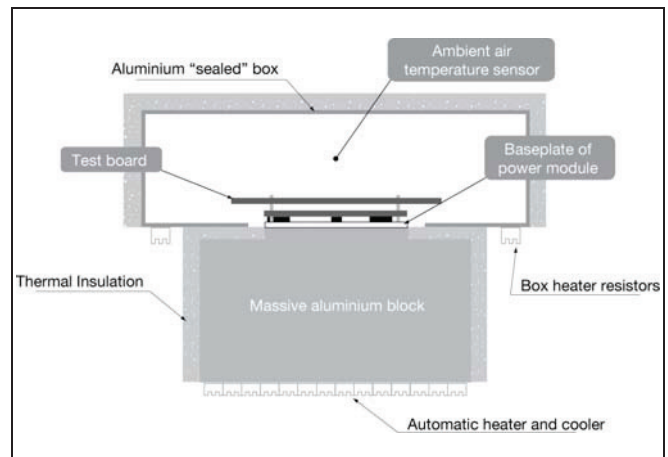 Ambient air
temperature sensor
Aluminium “sealed” box
Test board
Baseplate of
power module
Thermal Insulation
Massive aluminium block
Box heater resistors
Automatic heater and cooler